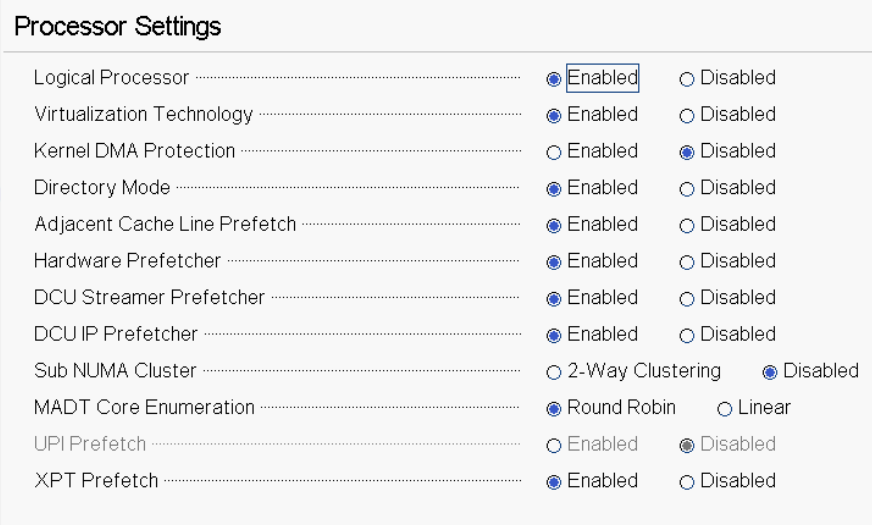 Processor Settings
Logical Processor Enabled Disabled
Virtualization Technology Enabled Disabled
Kernel DMA Protection Enabled Disabled
Directory Mode Enabled Disabled
Adjacent Cache Line Prefetch Enabled Disabled
Hardware Prefetcher Enabled Disabled
DCU Streamer Prefetcher Enabled Disabled
DCU IP Prefetcher Enabled Disabled
Sub NUMA Cluster 2-Way Clustering Disabled
MADT Core Enumeration Round Robin Linear
UPI Prefetch Enabled Disabled
XPT Prefetch Enabled Disabled